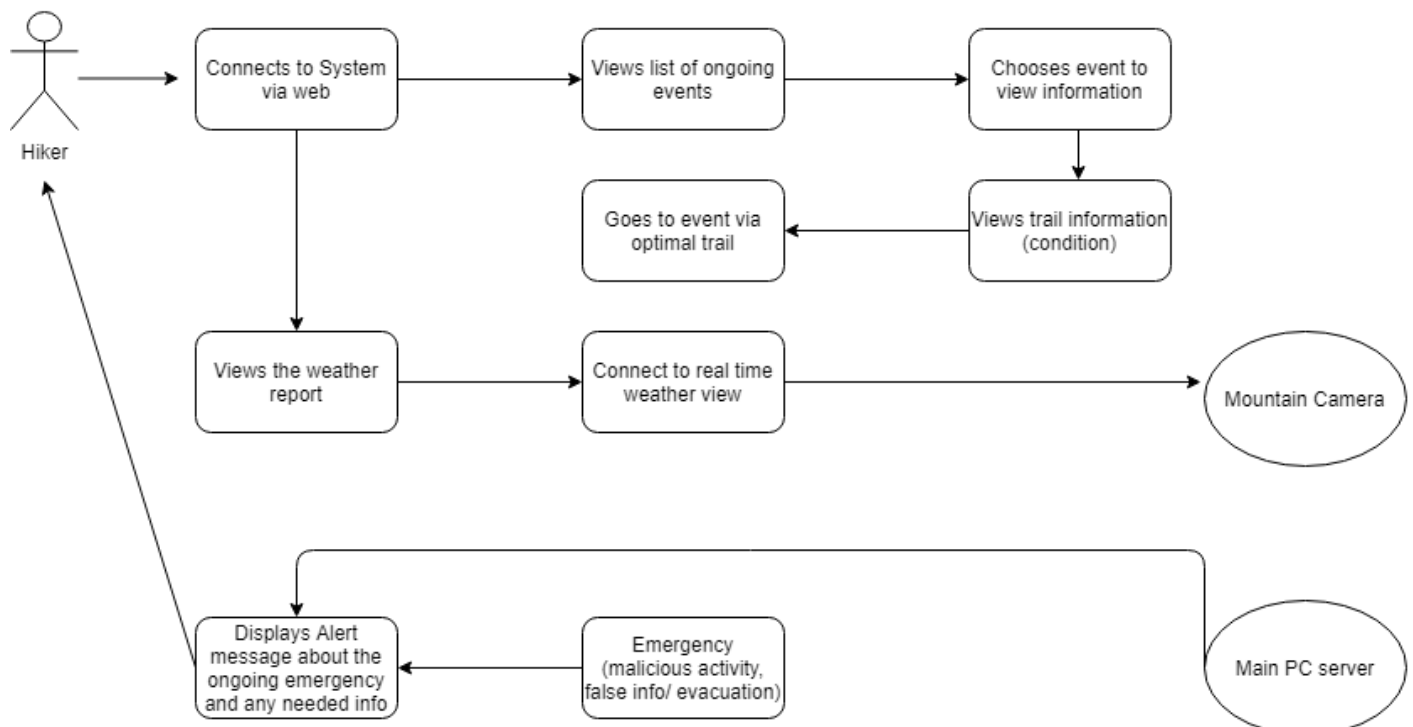 Connects to System
via web
Views list of ongoing
events
Chooses event to
view information
Hiker
Goes to event via
optimal trail
Views trail information
(condition)
Views the weather
report
Connect to real time
weather view
Mountain Camera
Displays Alert
message about the
ongoing emergency
and any needed info
Emergency
(malicious activity,
false info/ evacuation)
Main PC server